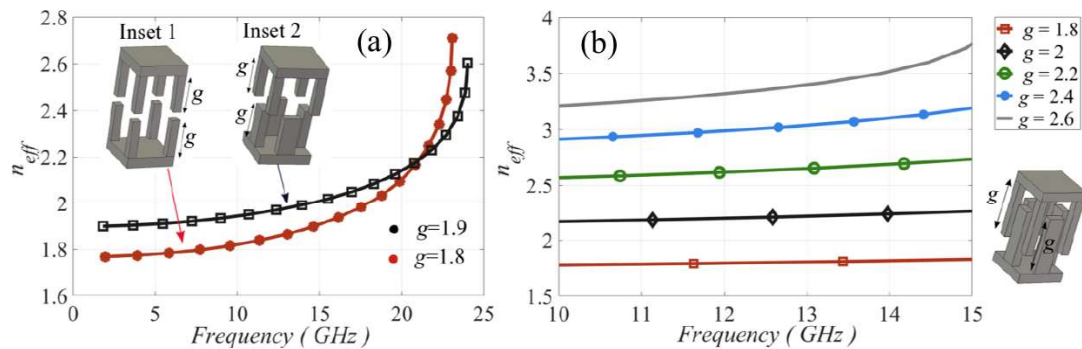 Inset 1
Inset 2
(a)
g
g
g
g
g=1.9
g=1.8
2.8
2.6
2.4
2.2
2
1.8
1.6
n_eff
0
5
10
15
20
25
Frequency ( GHz )
(b)
4
3.5
3
2.5
2
1.5
n_eff
10
11
12
13
14
15
Frequency ( GHz )
g = 1.8
g = 2
g = 2.2
g = 2.4
g = 2.6
g
g